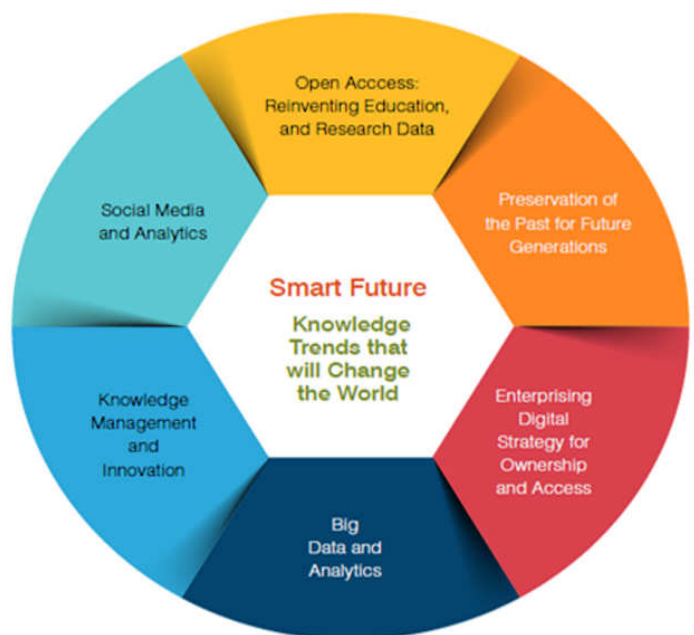 Open Acccess:
Reinventing Education,
and Research Data
Preservation of
the Past for Future
Generations
Enterprising
Digital
Strategy for
Ownership
and Access
Big
Data and
Analytics
Knowledge
Management
and
Innovation
Social Media
and Analytics
Smart Future
Knowledge
Trends that
will Change
the World